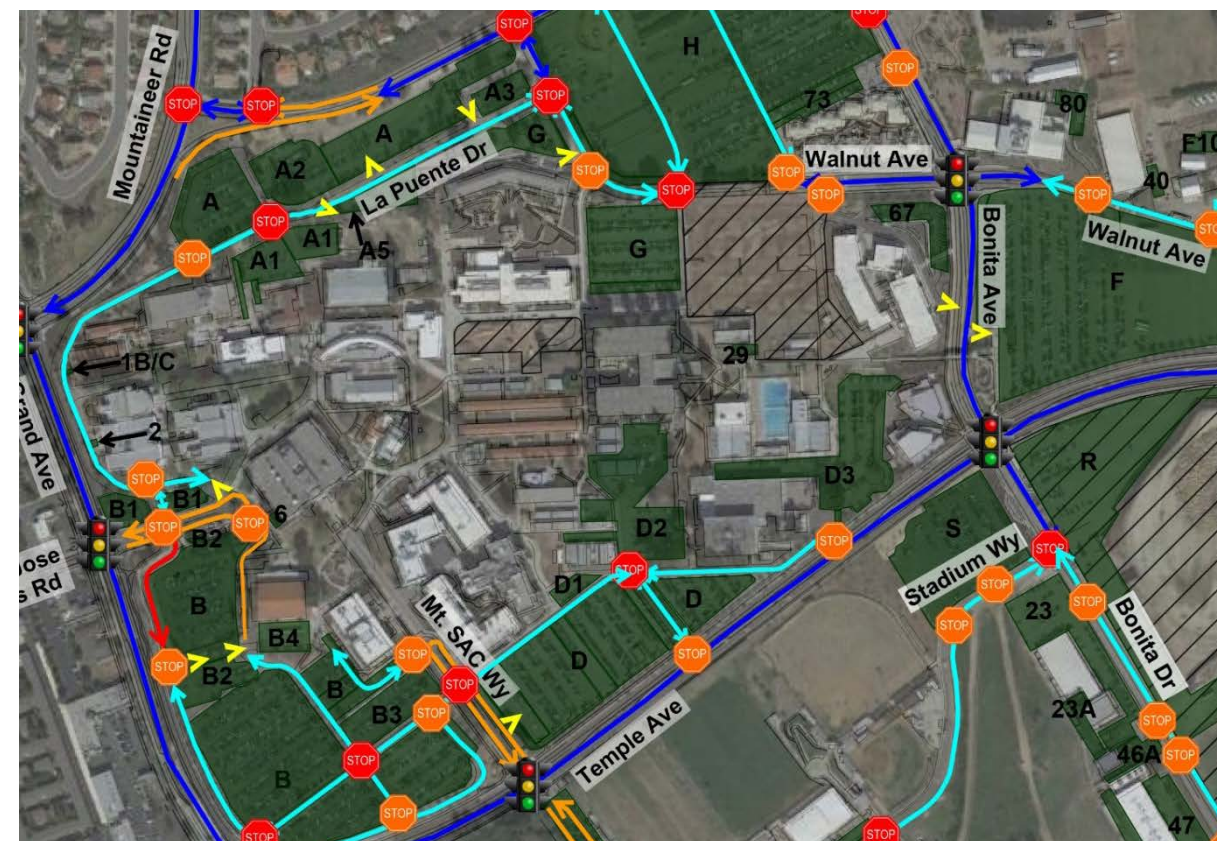 STOP
STOP
H
STOP
Mountaineer Rd
STOP
STOP
A3
STOP
73
80
A
G
F10
A2
STOP
Walnut Ave
40
La Puente Dr
STOP
STOP
STOP
STOP
A
STOP
67
STOP
A1
A5
G
Walnut Ave
A1
STOP
Bonita Ave
F
1B/C
29
Grand Ave
2
R
STOP
B1
B1
D3
STOP
6
STOP
B2
D2
STOP
S
STOP
ose
s Rd
D1
STOP
Stadium Wy
STOP
B
D
STOP
23
STOP
B4
Mt. SAC Wy
STOP
Bonita Dr
STOP
B2
STOP
STOP
D
B
STOP
B3
STOP
23A
STOP
46A
STOP
B
STOP
Temple Ave
STOP
STOP
STOP
47